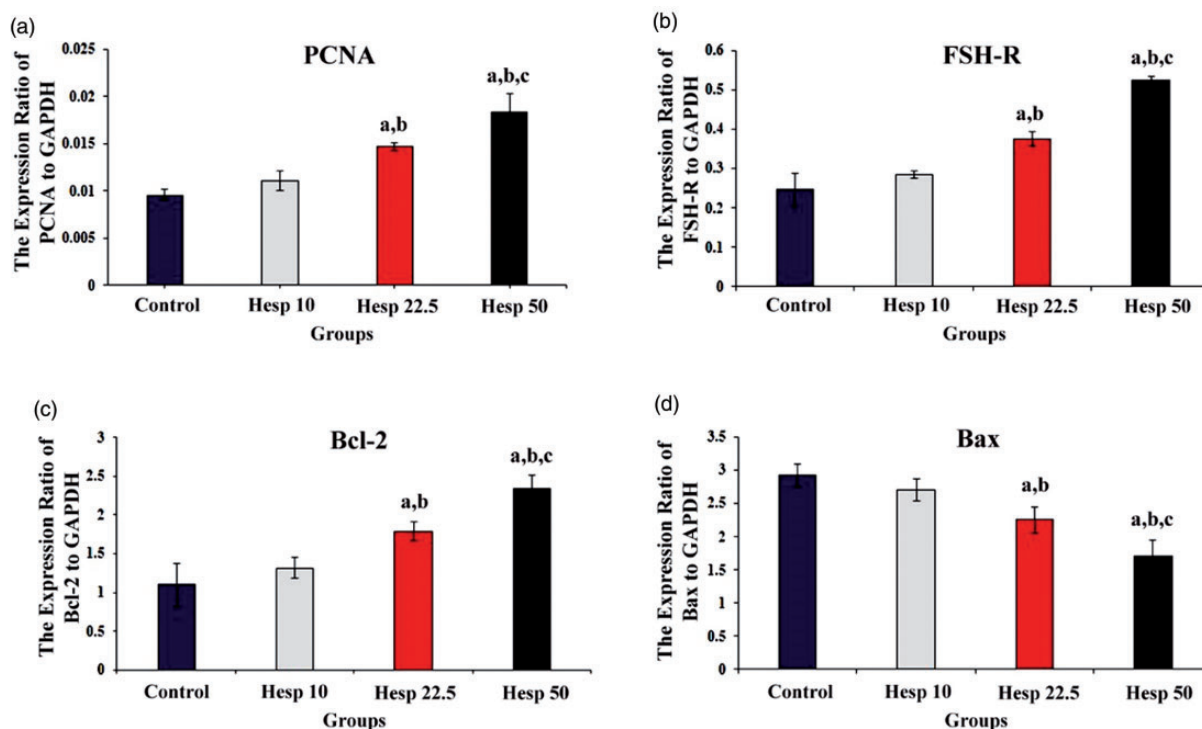 (a)
PCNA
The Expression Ratio of
PCNA to GAPDH
0.025
0.02
0.015
0.01
0.005
0
a,b
a,b,c
Control
Hesp 10
Hesp 22.5
Hesp 50
Groups
(b)
FSH-R
The Expression Ratio of
FSH-R to GAPDH
0.6
0.5
0.4
0.3
0.2
0.1
0
a,b
a,b,c
Control
Hesp 10
Hesp 22.5
Hesp 50
Groups
(c)
Bcl-2
The Expression Ratio of
Bcl-2 to GAPDH
3
2.5
2
1.5
1
0.5
0
a,b
a,b,c
Control
Hesp 10
Hesp 22.5
Hesp 50
Groups
(d)
Bax
The Expression Ratio of
Bax to GAPDH
3.5
3
2.5
2
1.5
1
0.5
0
a,b
a,b,c
Control
Hesp 10
Hesp 22.5
Hesp 50
Groups